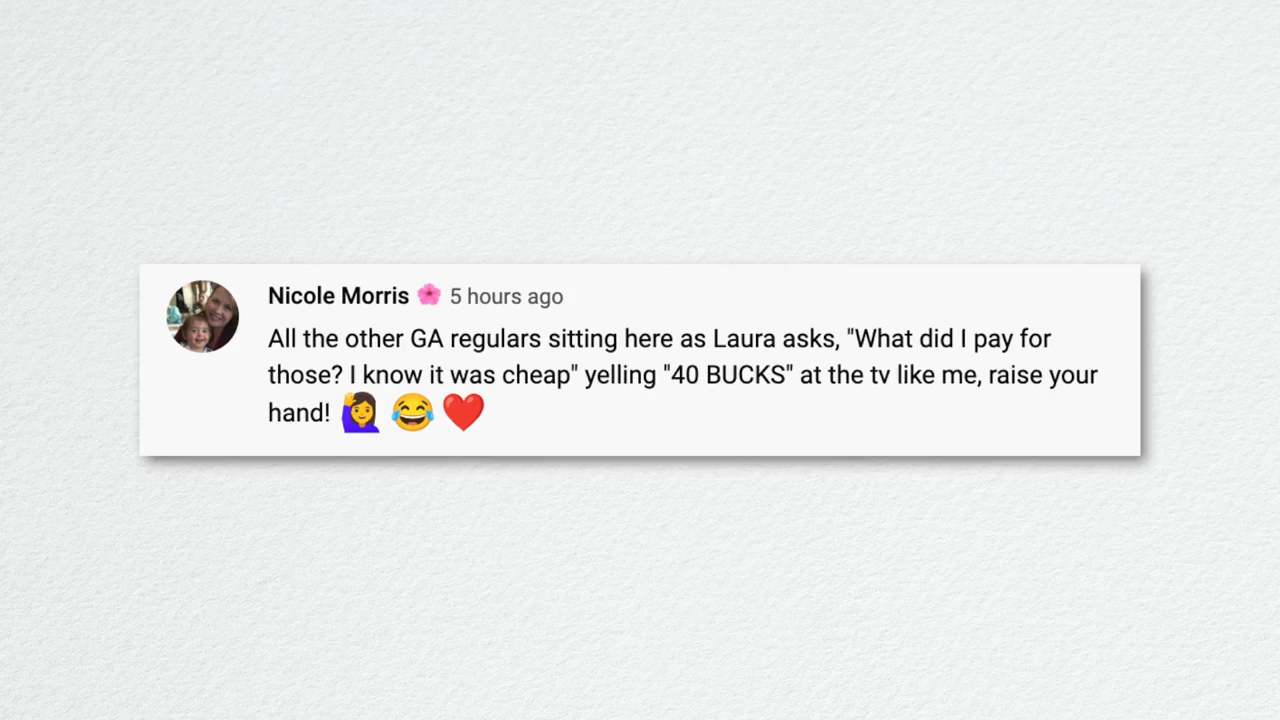 Nicole Morris 🌸 5 hours ago
All the other GA regulars sitting here as Laura asks, "What did I pay for
those? I know it was cheap" yelling "40 BUCKS" at the tv like me, raise your
hand! 🙋‍♀️ 😂 ❤️